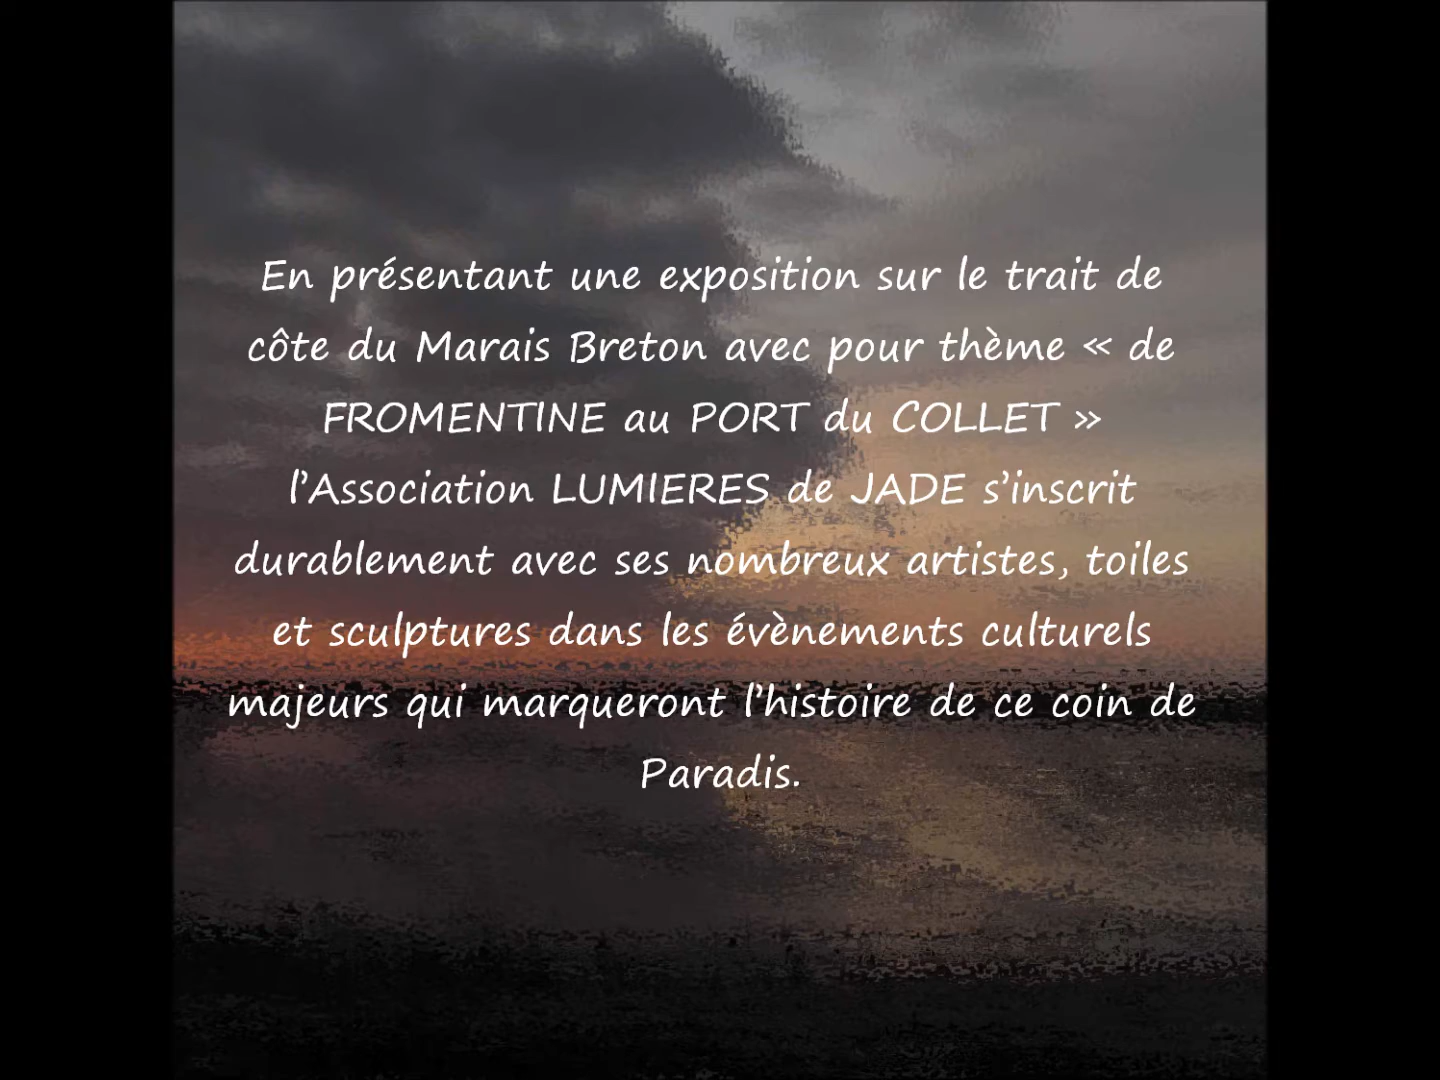 En présentant une exposition sur le trait de
côte du Marais Breton avec pour thème « de
FROMENTINE au PORT du COLLET »
l’Association LUMIERES de JADE s’inscrit
durablement avec ses nombreux artistes, toiles
et sculptures dans les évènements culturels
majeurs qui marqueront l’histoire de ce coin de
Paradis.